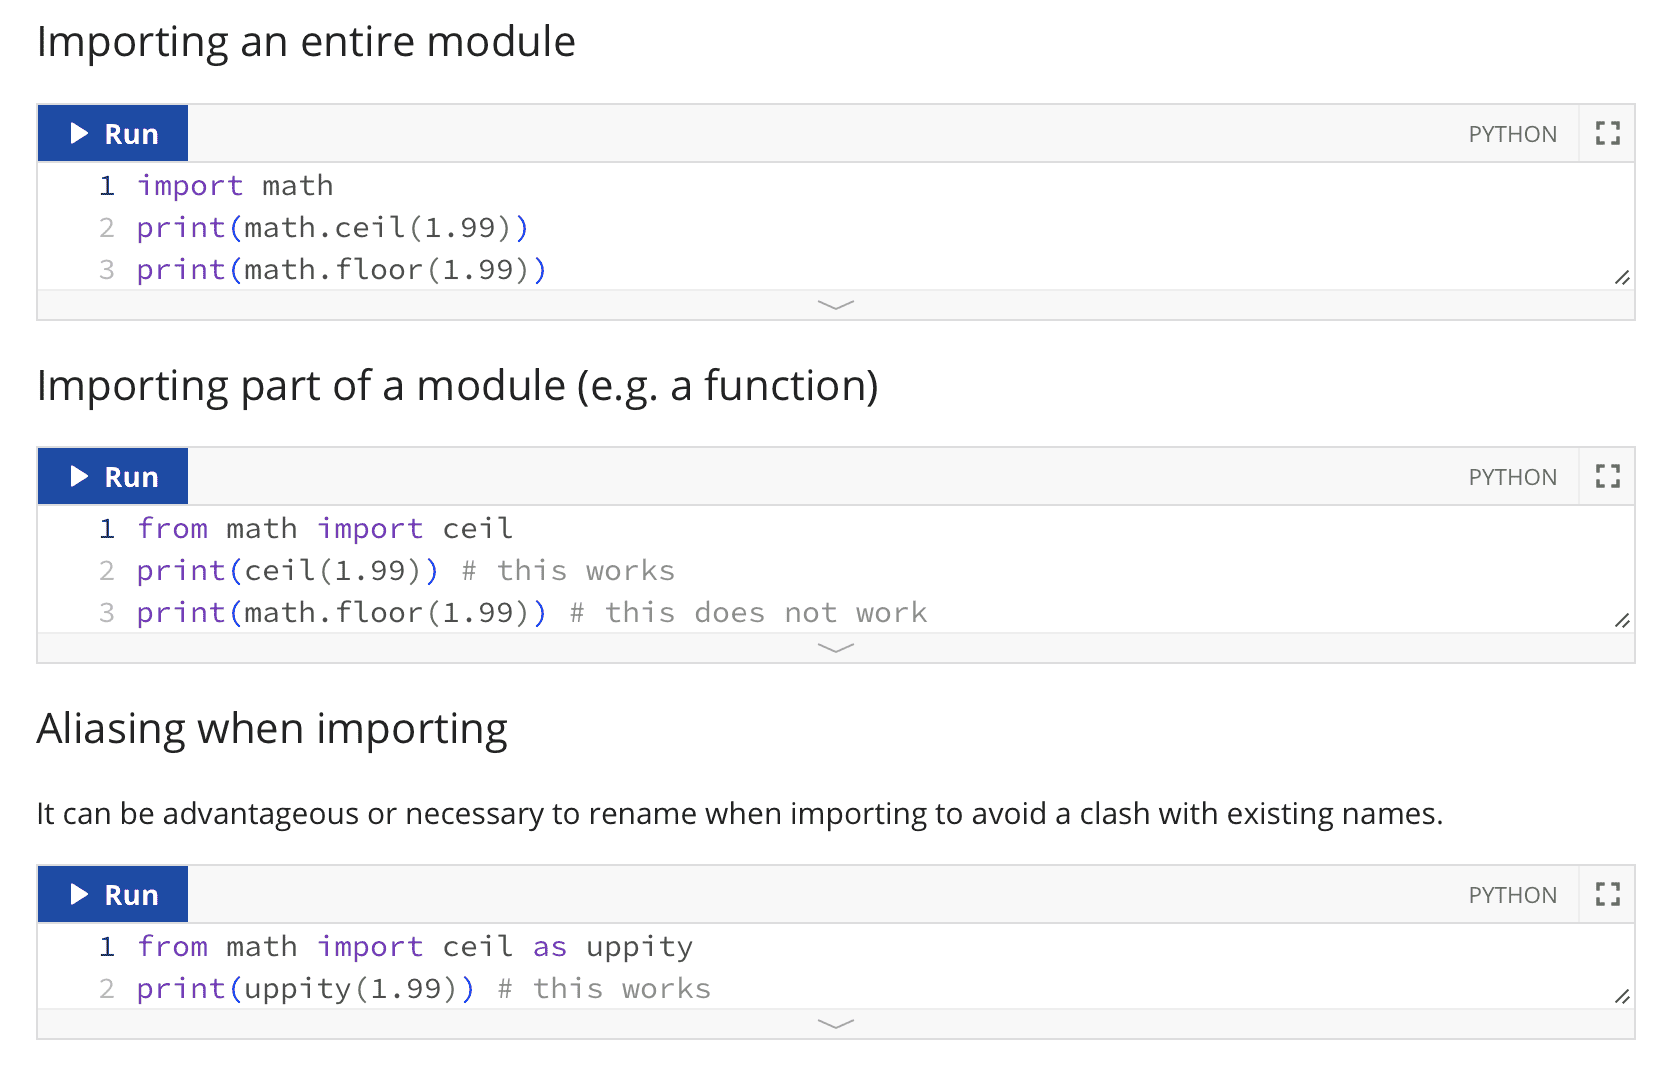 Importing an entire module
Run PYTHON
1 import math
2 print(math.ceil(1.99))
3 print(math.floor(1.99))
Importing part of a module (e.g. a function)
Run PYTHON
1 from math import ceil
2 print(ceil(1.99)) # this works
3 print(math.floor(1.99)) # this does not work
Aliasing when importing
It can be advantageous or necessary to rename when importing to avoid a clash with existing names.
Run PYTHON
1 from math import ceil as uppity
2 print(uppity(1.99)) # this works